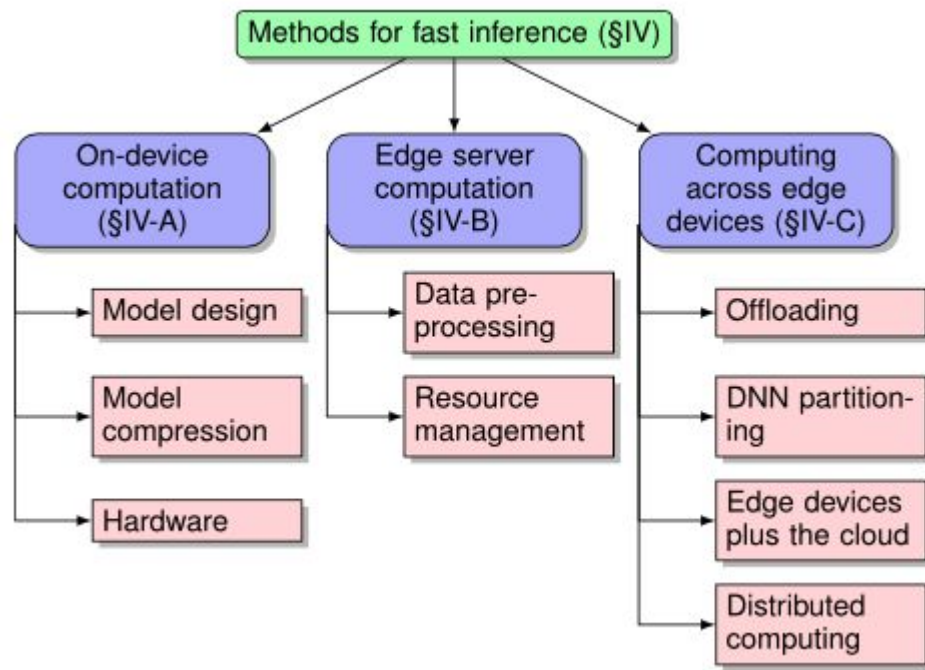 Methods for fast inference (§IV)
On-device
computation
(§IV-A)
Edge server
computation
(§IV-B)
Computing
across edge
devices (§IV-C)
Model design
Model
compression
Hardware
Data pre-
processing
Resource
management
Offloading
DNN partition-
ing
Edge devices
plus the cloud
Distributed
computing